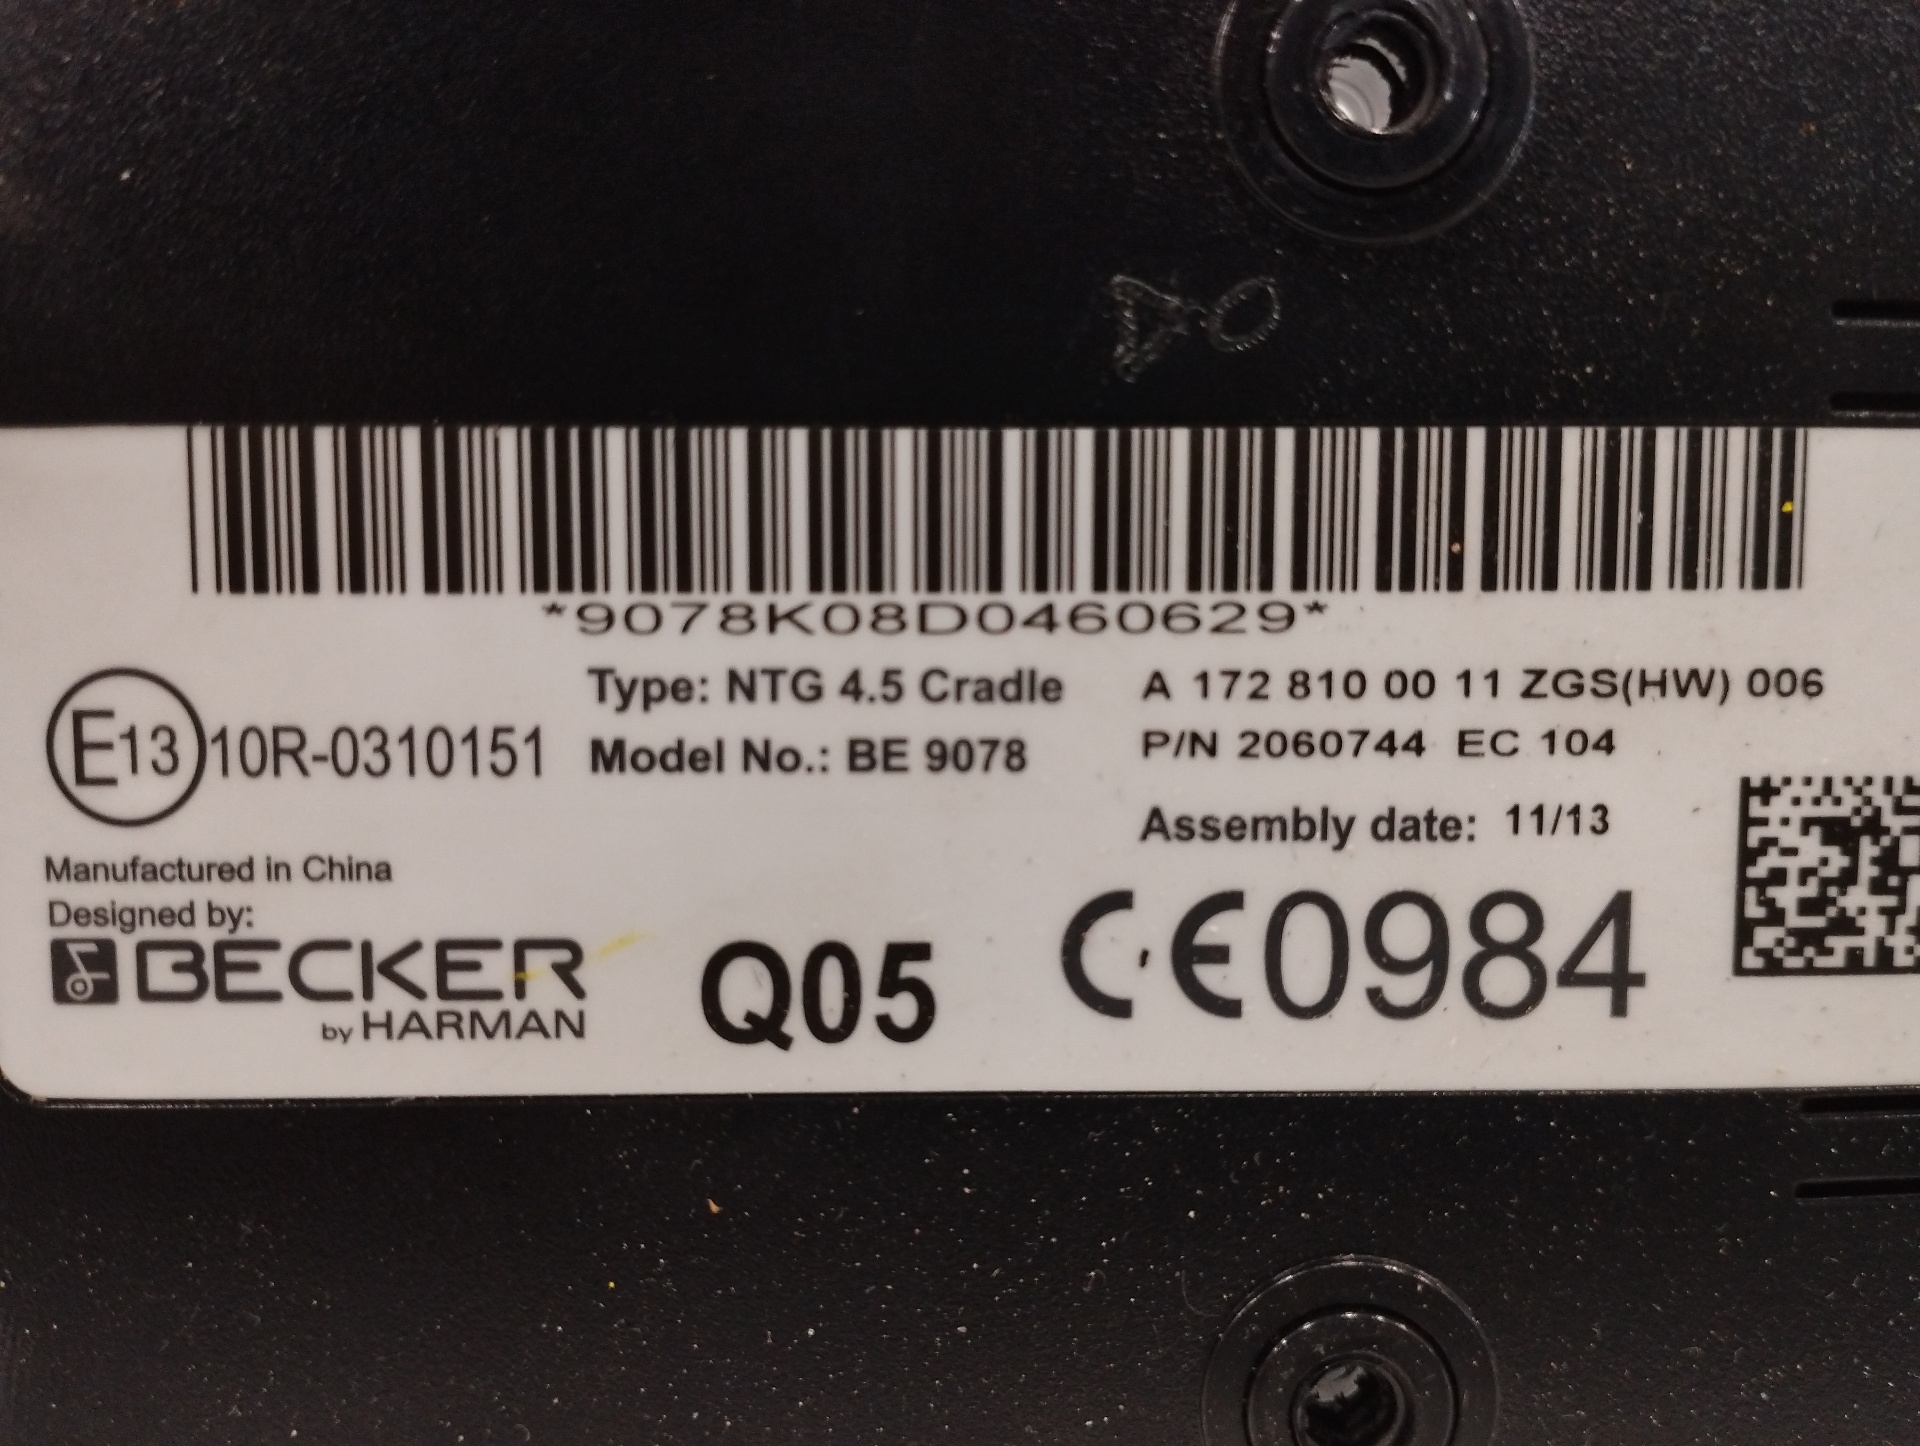 *9078K08D0460629*
Type: NTG 4.5 Cradle
A 172 810 00 11 ZGS(HW) 006
E13 10R-0310151
Model No.: BE 9078
P/N 2060744 EC 104
Assembly date: 11/13
Manufactured in China
Designed by:
BECKER
by HARMAN
Q05
CE0984